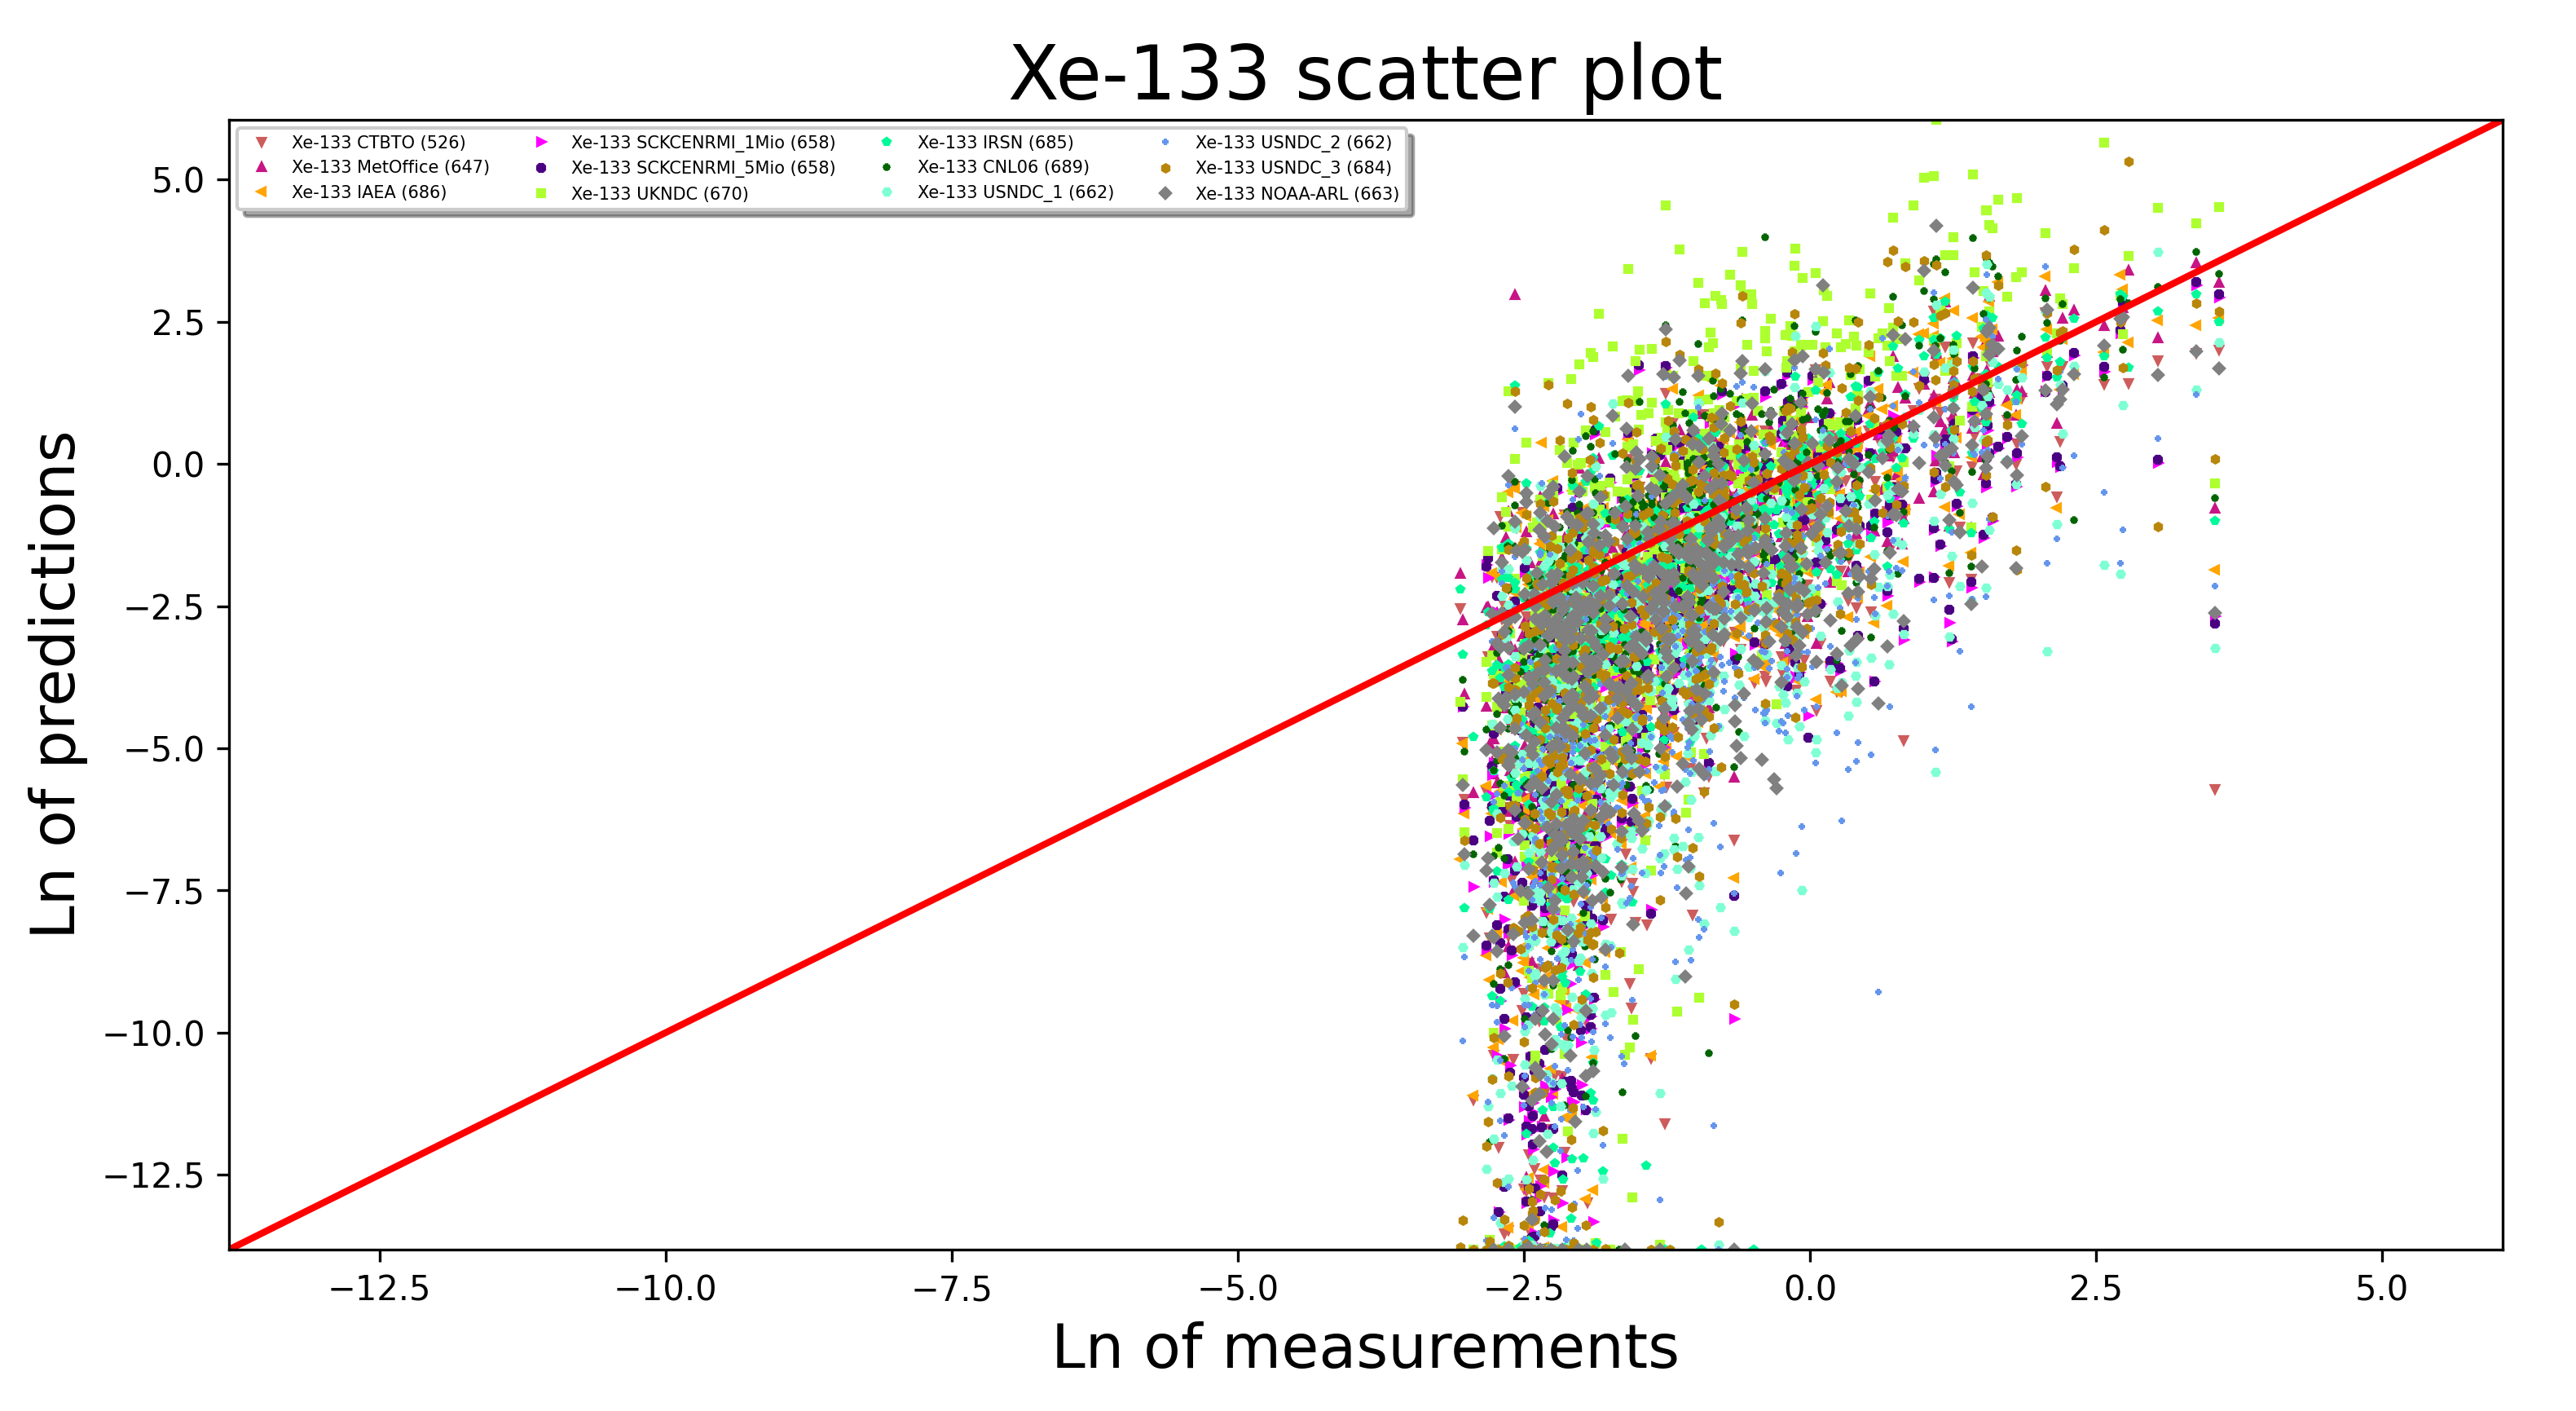 Xe-133 scatter plot
Xe-133 CTBTO (526)
Xe-133 MetOffice (647)
Xe-133 IAEA (686)
Xe-133 SCKCENRMI_1Mio (658)
Xe-133 SCKCENRMI_5Mio (658)
Xe-133 UKNDC (670)
Xe-133 IRSN (685)
Xe-133 CNL06 (689)
Xe-133 USNDC_1 (662)
Xe-133 USNDC_2 (662)
Xe-133 USNDC_3 (684)
Xe-133 NOAA-ARL (663)
Ln of predictions
5.0
2.5
0.0
−2.5
−5.0
−7.5
−10.0
−12.5
−12.5 −10.0 −7.5 −5.0 −2.5 0.0 2.5 5.0
Ln of measurements